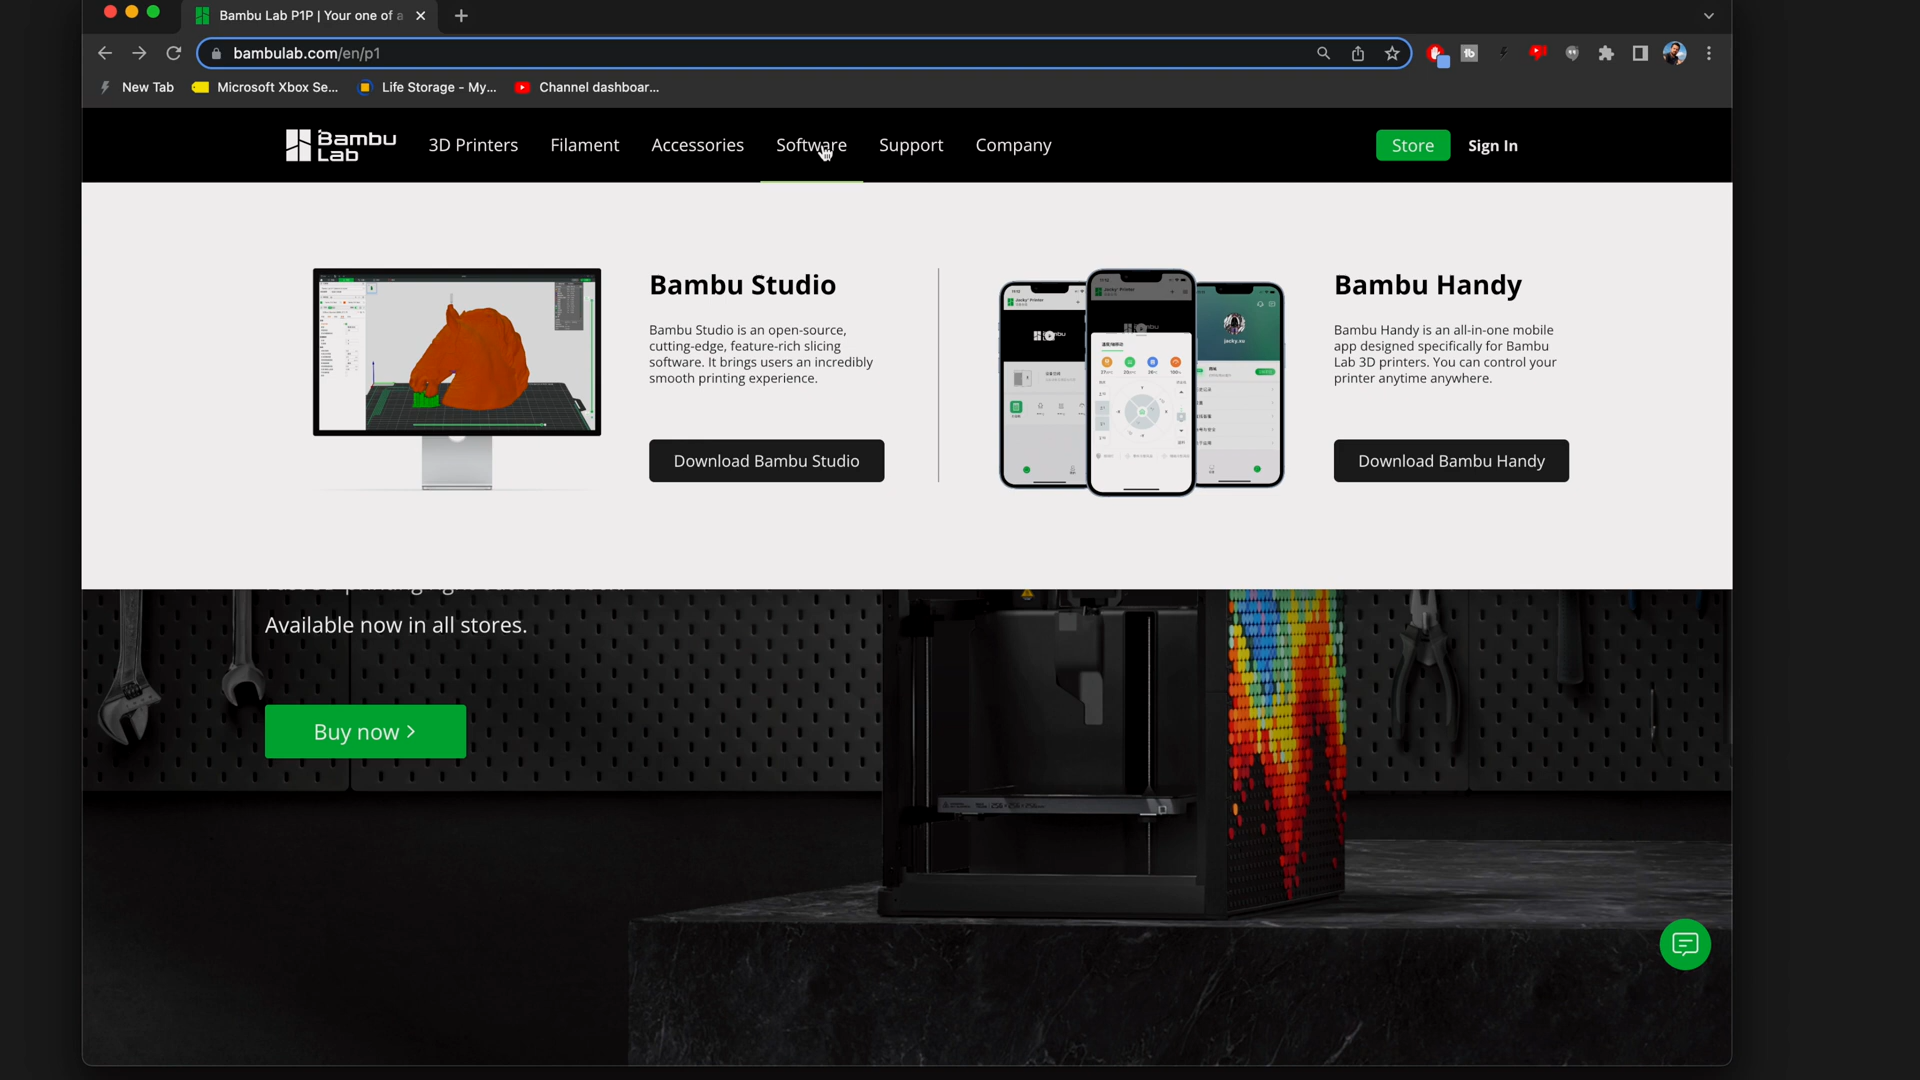 Bambu Lab P1P | Your one of a
bambulab.com/en/p1
New Tab
Microsoft Xbox Se...
Life Storage - My...
Channel dashboar...
Bambu
Lab
3D Printers
Filament
Accessories
Software
Support
Company
Store
Sign In
Bambu Studio
Bambu Studio is an open-source,
cutting-edge, feature-rich slicing
software. It brings users an incredibly
smooth printing experience.
Download Bambu Studio
Bambu Handy
Bambu Handy is an all-in-one mobile
app designed specifically for Bambu
Lab 3D printers. You can control your
printer anytime anywhere.
Download Bambu Handy
Available now in all stores.
Buy now >